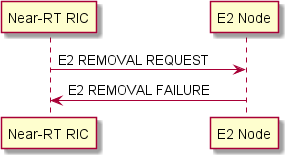 Near-RT RIC
E2 Node
E2 REMOVAL REQUEST
E2 REMOVAL FAILURE
Near-RT RIC
E2 Node